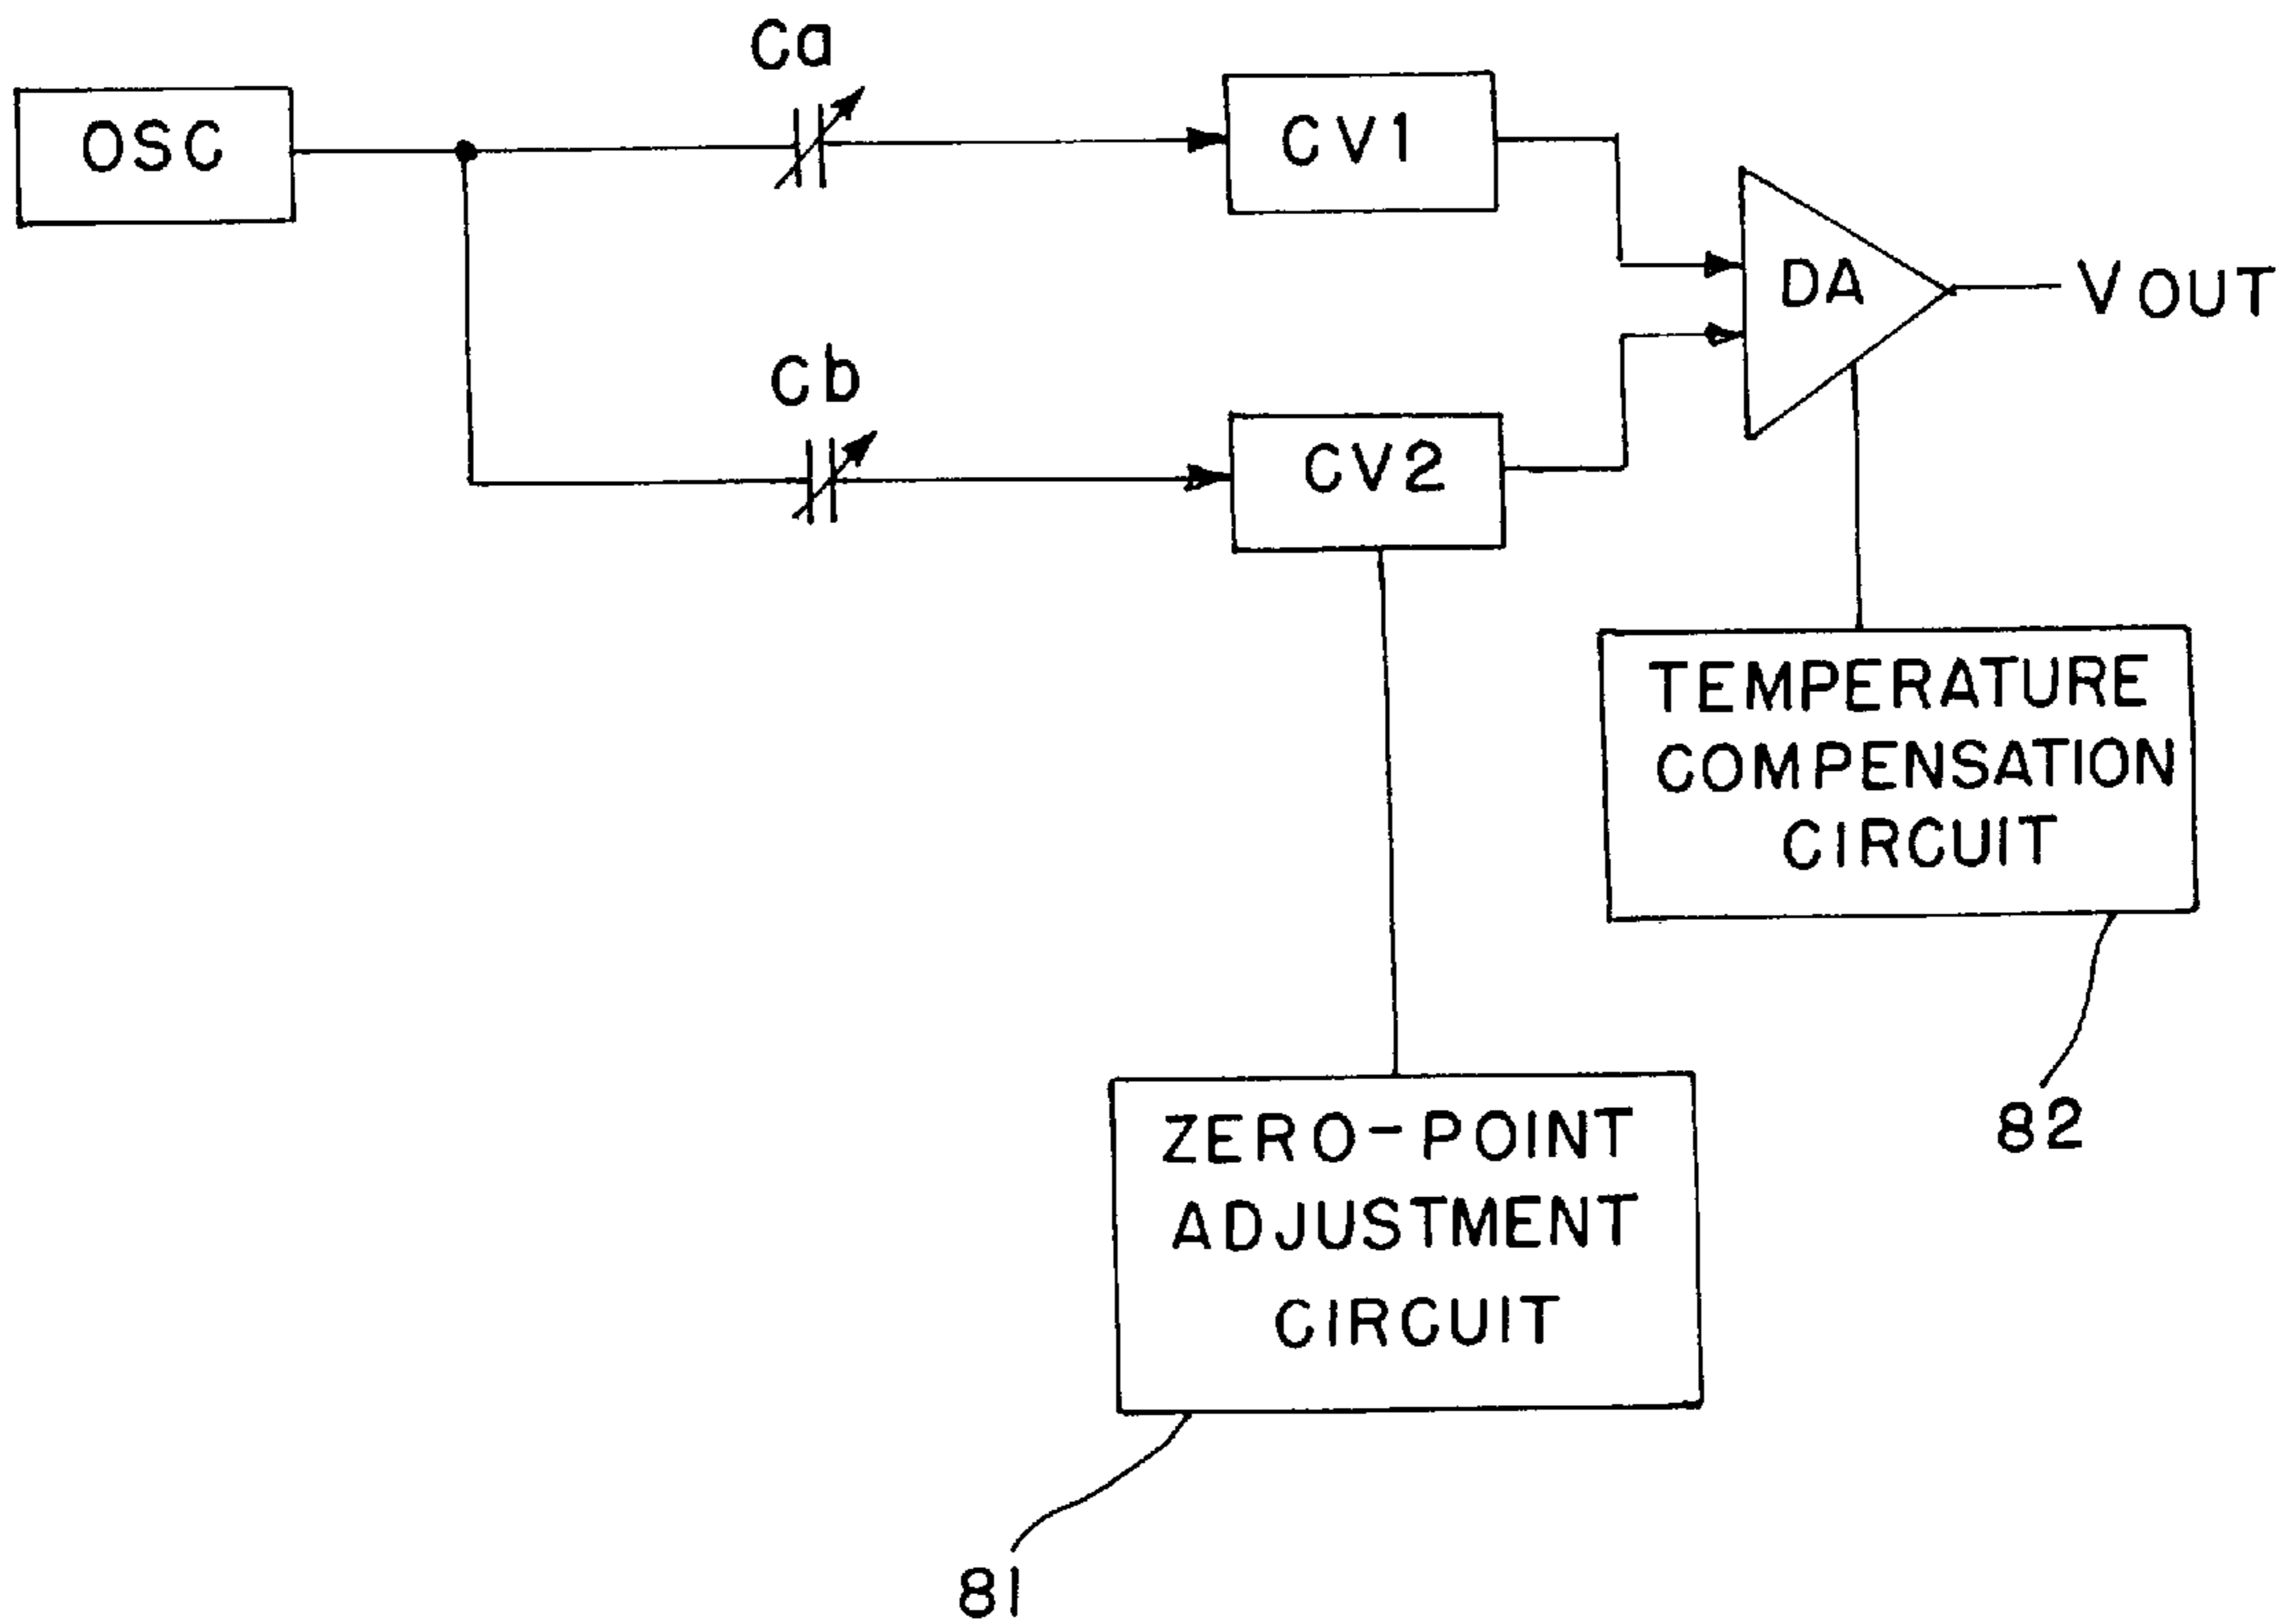 Ca
OSC
CV1
DA
VOUT
Cb
CV2
TEMPERATURE
COMPENSATION
CIRCUIT
82
ZERO-POINT
ADJUSTMENT
CIRCUIT
81